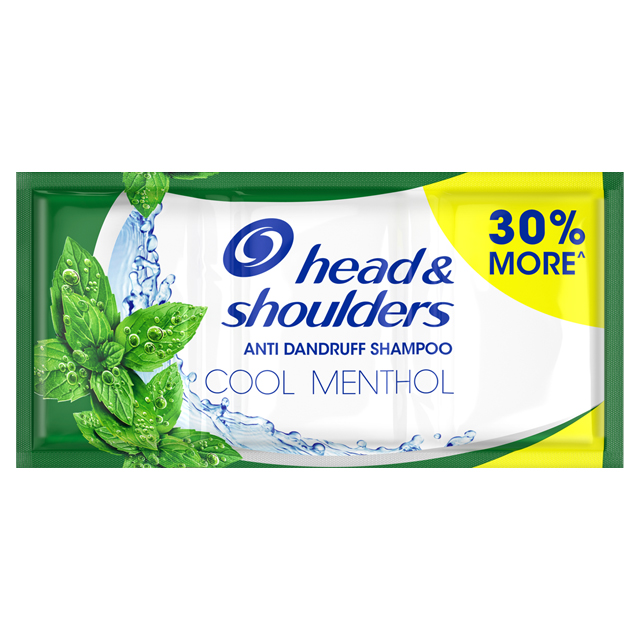 30%
MORE^
head &
shoulders
ANTI DANDRUFF SHAMPOO
COOL MENTHOL